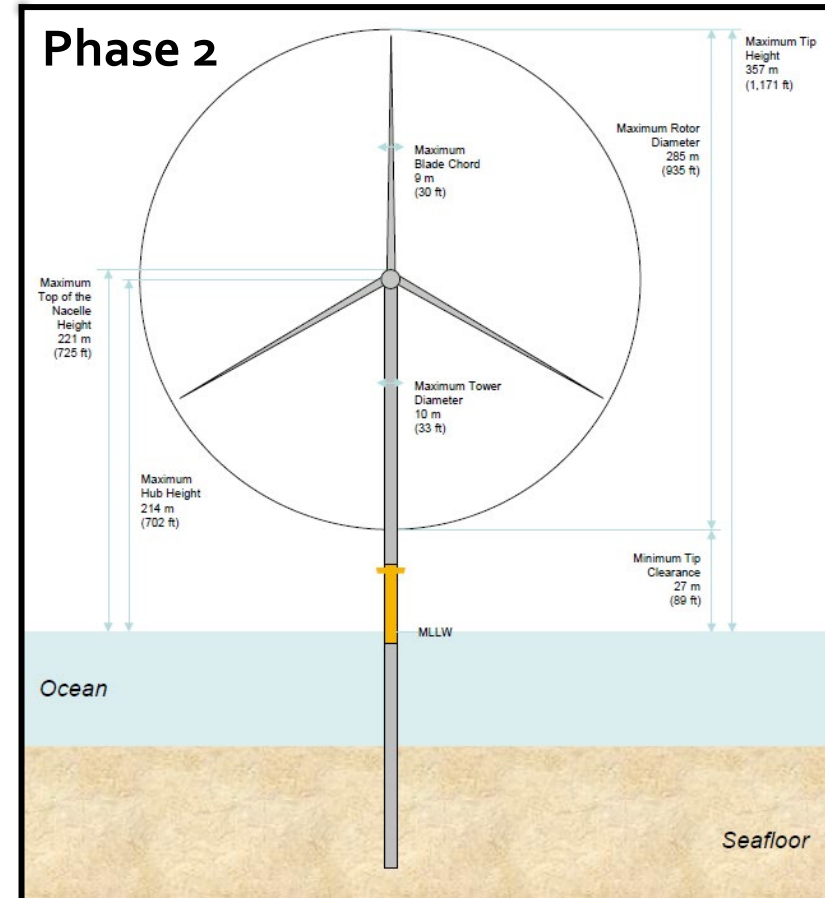 Phase 2
Maximum Tip
Height
357 m
(1,171 ft)
Maximum Rotor
Diameter
285 m
(935 ft)
Maximum
Blade Chord
9 m
(30 ft)
Maximum
Top of the
Nacelle
Height
221 m
(725 ft)
Maximum Tower
Diameter
10 m
(33 ft)
Maximum
Hub Height
214 m
(702 ft)
Minimum Tip
Clearance
27 m
(89 ft)
MLLW
Ocean
Seafloor